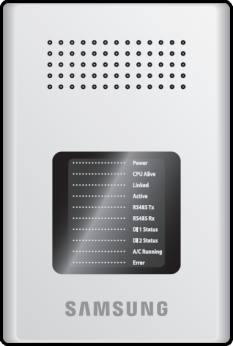 Power
CPU Alive
Linked
Active
RS485 Tx
RS485 Rx
1 Status
2 Status
A/C Running
Error
SAMSUNG